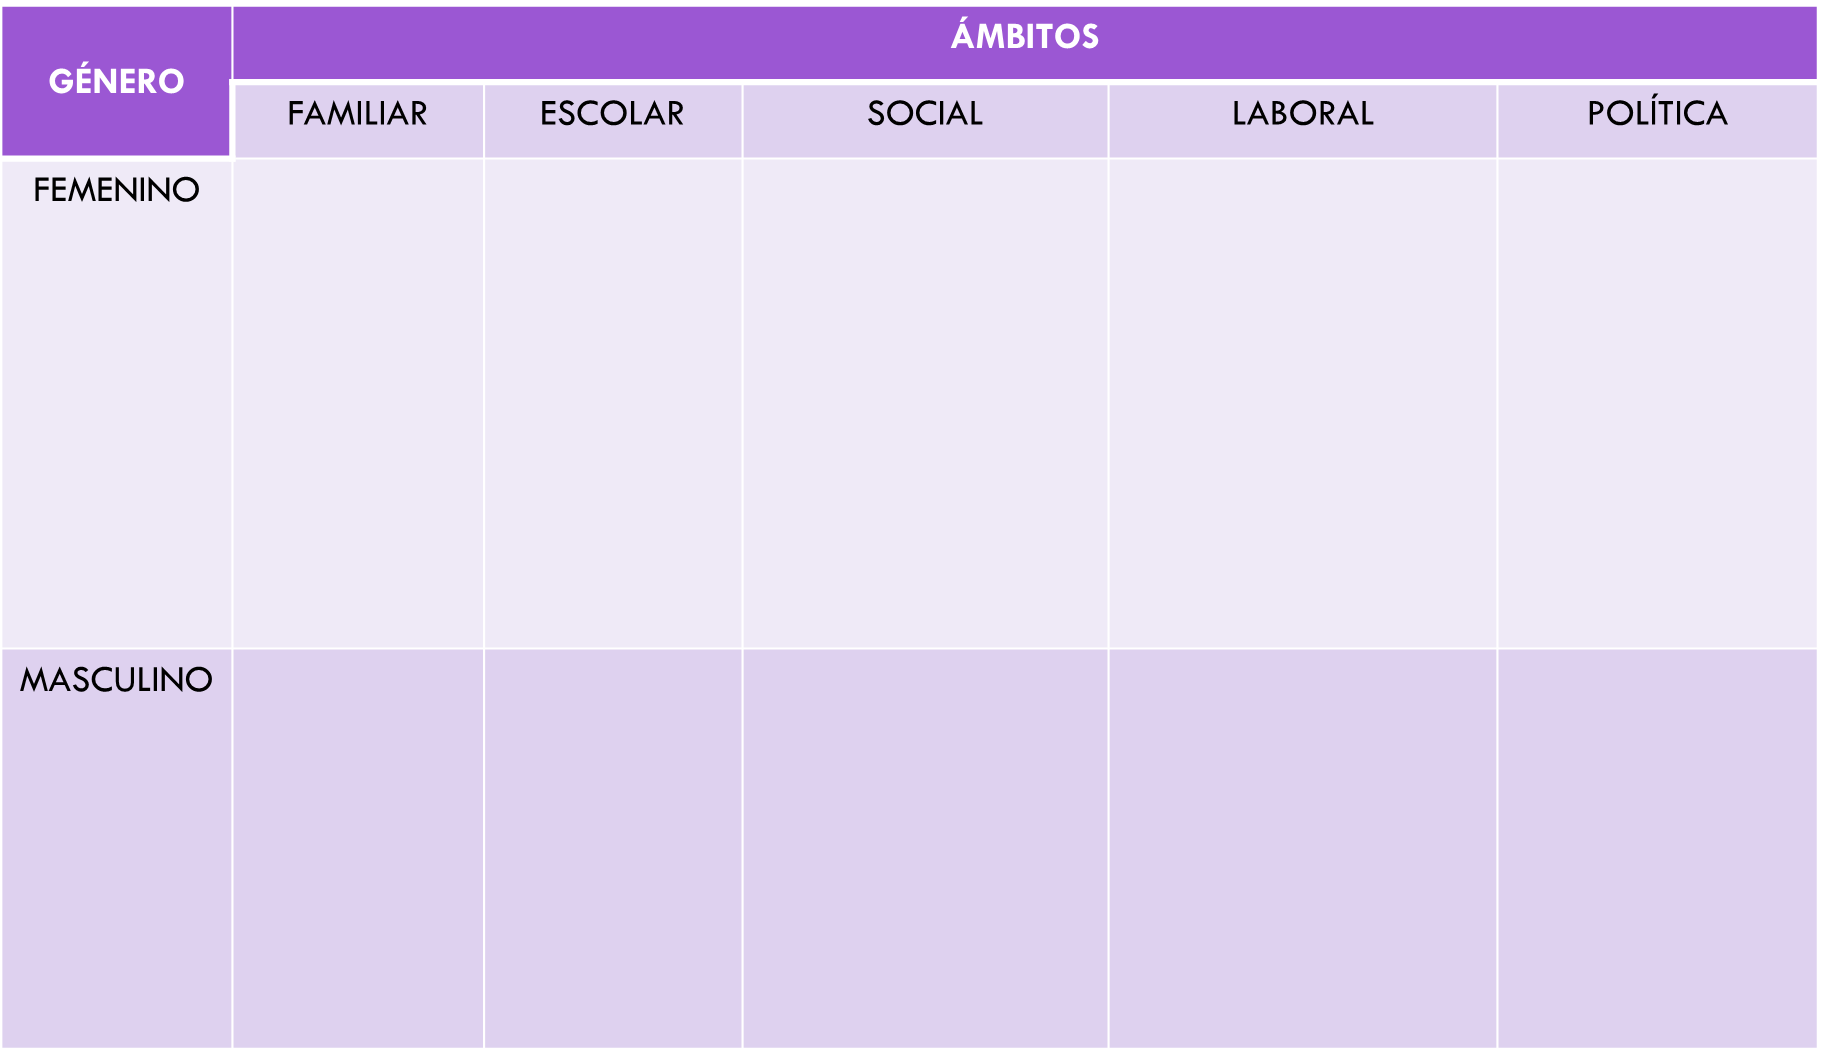 GÉNERO
ÁMBITOS
FAMILIAR
ESCOLAR
SOCIAL
LABORAL
POLÍTICA
FEMENINO
MASCULINO